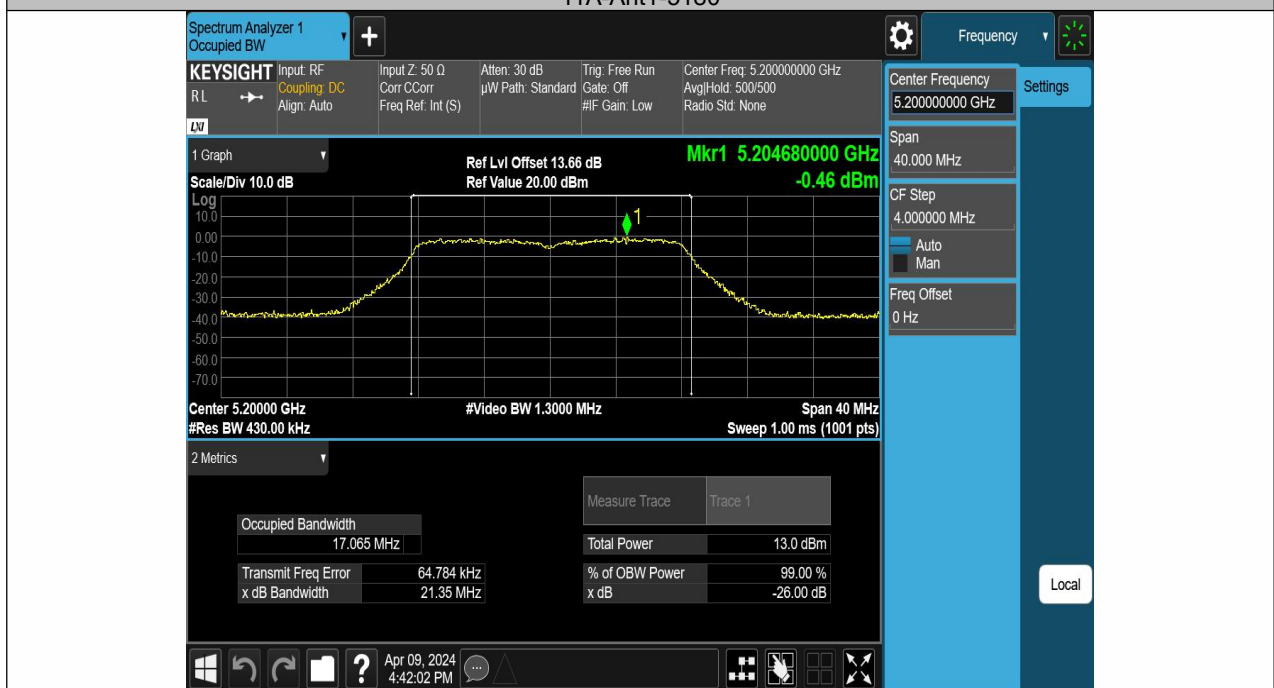 11A-Ant1-5180
Spectrum Analyzer 1
Occupied BW
Frequency
KEYSIGHT
R L
LXI
Input: RF
Coupling: DC
Align: Auto
Input Z: 50 Ω
Corr CCorr
Freq Ref: Int (S)
Atten: 30 dB
µW Path: Standard
Trig: Free Run
Gate: Off
#IF Gain: Low
Center Freq: 5.200000000 GHz
Avg|Hold: 500/500
Radio Std: None
Center Frequency
5.200000000 GHz
Settings
Span
40.000 MHz
CF Step
4.000000 MHz
Auto
Man
Freq Offset
0 Hz
Local
1 Graph
Scale/Div 10.0 dB
Ref Lvl Offset 13.66 dB
Ref Value 20.00 dBm
Mkr1 5.204680000 GHz
-0.46 dBm
Log
10.0
0.00
-10.0
-20.0
-30.0
-40.0
-50.0
-60.0
-70.0
1
Center 5.20000 GHz
#Res BW 430.00 kHz
#Video BW 1.3000 MHz
Span 40 MHz
Sweep 1.00 ms (1001 pts)
2 Metrics
Measure Trace Trace 1
Occupied Bandwidth
17.065 MHz
Total Power 13.0 dBm
Transmit Freq Error 64.784 kHz
% of OBW Power 99.00 %
x dB Bandwidth 21.35 MHz
x dB -26.00 dB
Apr 09, 2024
4:42:02 PM